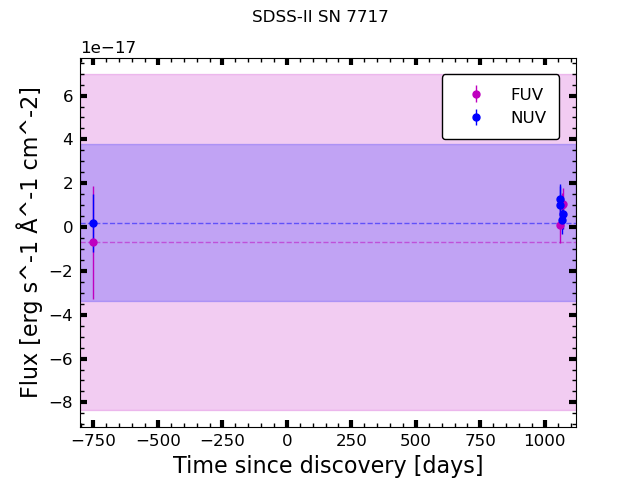 SDSS-II SN 7717
1e−17
FUV
NUV
6
4
2
0
−2
−4
−6
−8
Flux [erg s^-1 Å^-1 cm^-2]
−750
−500
−250
0
250
500
750
1000
Time since discovery [days]